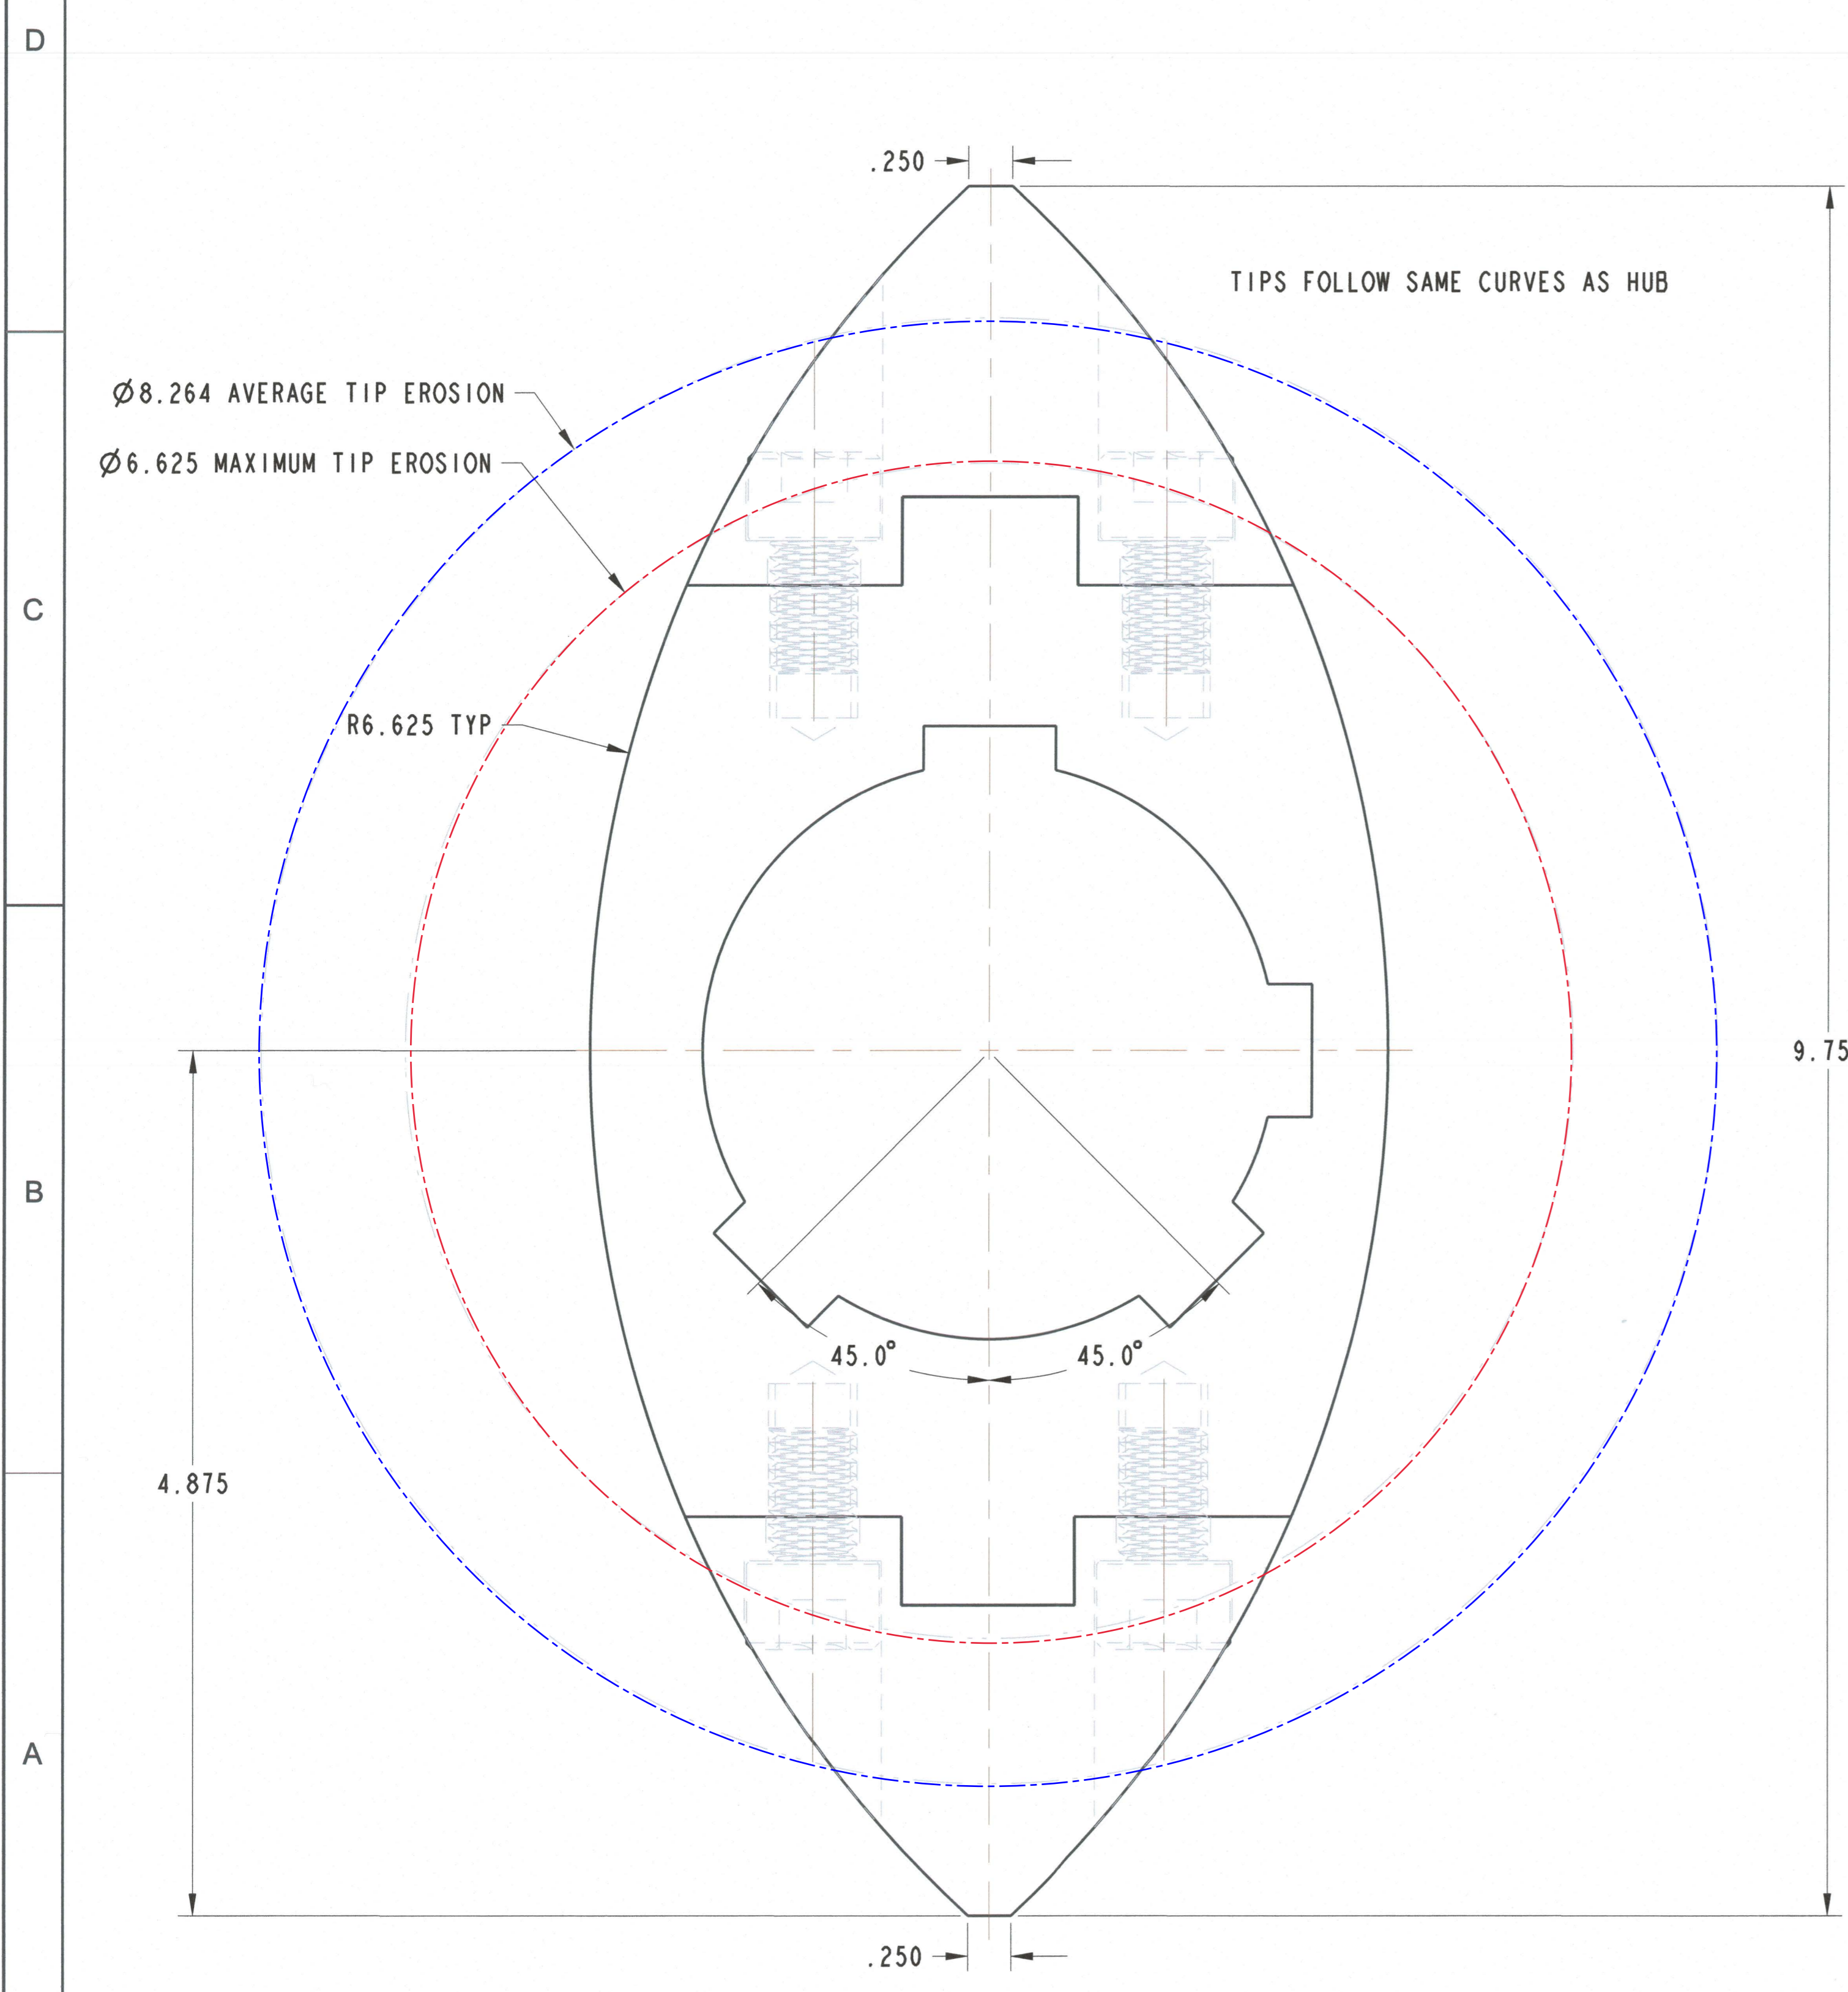 D
.250
TIPS FOLLOW SAME CURVES AS HUB
Ø8.264 AVERAGE TIP EROSION
Ø6.625 MAXIMUM TIP EROSION
C
R6.625 TYP
9.75
B
45.0°
45.0°
4.875
A
.250